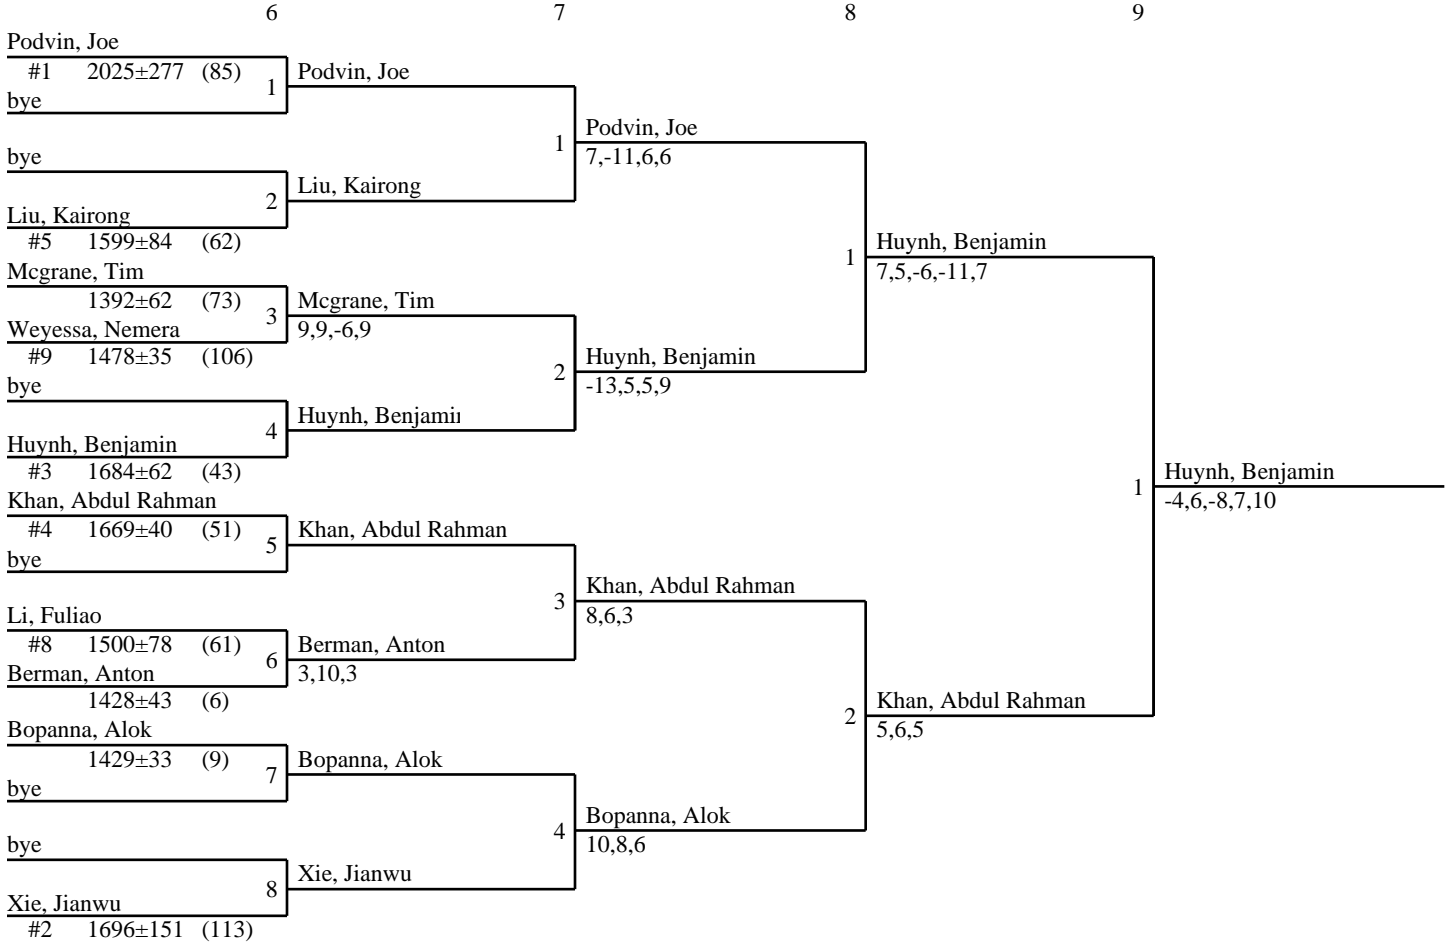 6 7 8 9
Podvin, Joe
#1 2025±277 (85)
1
Podvin, Joe
bye
1
Podvin, Joe
7,-11,6,6
bye
2
Liu, Kairong
Liu, Kairong
#5 1599±84 (62)
1
Huynh, Benjamin
7,5,-6,-11,7
Mcgrane, Tim
1392±62 (73)
3
Mcgrane, Tim
9,9,-6,9
Weyessa, Nemera
#9 1478±35 (106)
2
Huynh, Benjamin
-13,5,5,9
bye
4
Huynh, Benjamin
Huynh, Benjamin
#3 1684±62 (43)
1
Huynh, Benjamin
-4,6,-8,7,10
Khan, Abdul Rahman
#4 1669±40 (51)
5
Khan, Abdul Rahman
bye
3
Khan, Abdul Rahman
8,6,3
Li, Fuliao
#8 1500±78 (61)
6
Berman, Anton
3,10,3
Berman, Anton
1428±43 (6)
2
Khan, Abdul Rahman
5,6,5
Bopanna, Alok
1429±33 (9)
7
Bopanna, Alok
bye
4
Bopanna, Alok
10,8,6
bye
8
Xie, Jianwu
Xie, Jianwu
#2 1696±151 (113)